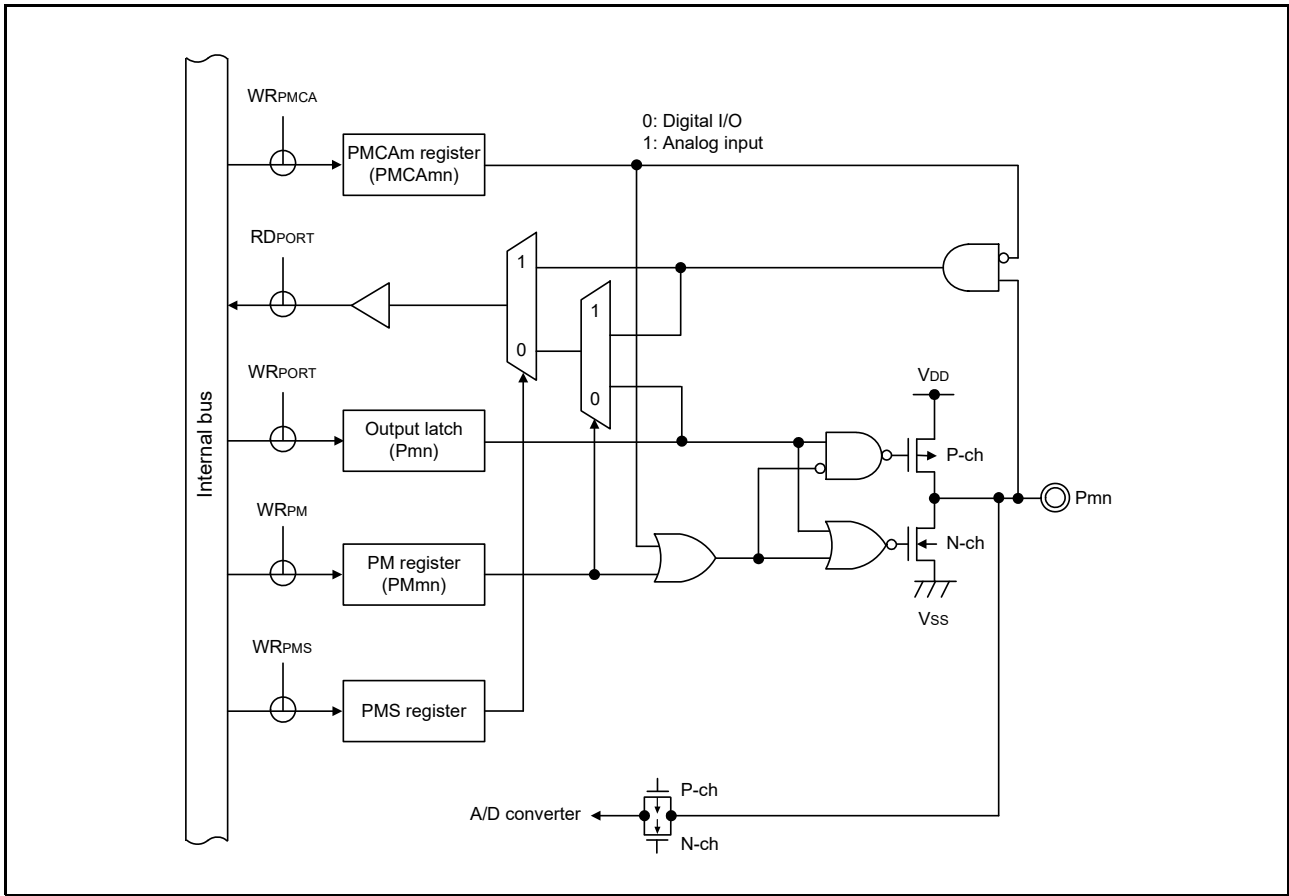 WRPMCA
0: Digital I/O
1: Analog input
PMCAm register
(PMCAmn)
RDPORT
1
1
0
WRPORT
VDD
0
Internal bus
Output latch
(Pmn)
P-ch
Pmn
WRPM
N-ch
PM register
(PMmn)
VSS
WRPMS
PMS register
P-ch
A/D converter
N-ch